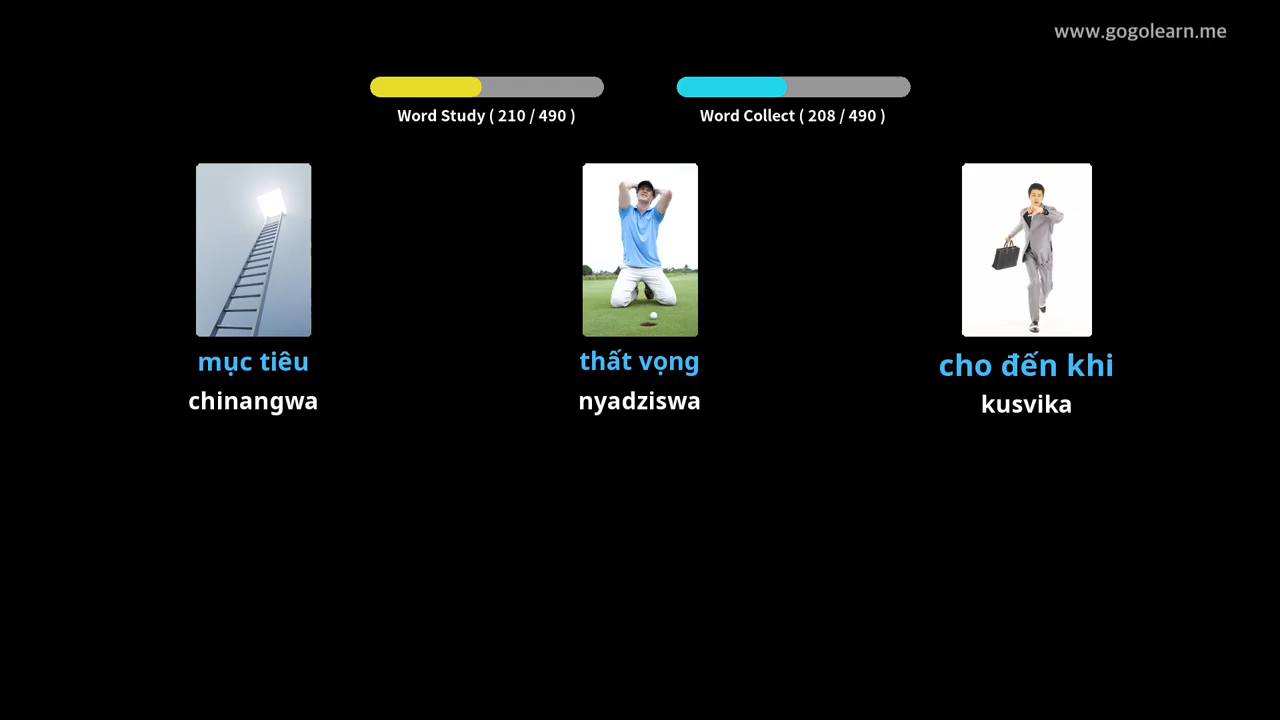 www.gogolearn.me
Word Study ( 210 / 490 )
Word Collect ( 208 / 490 )
mục tiêu
chinangwa
thất vọng
nyadziswa
cho đến khi
kusvika